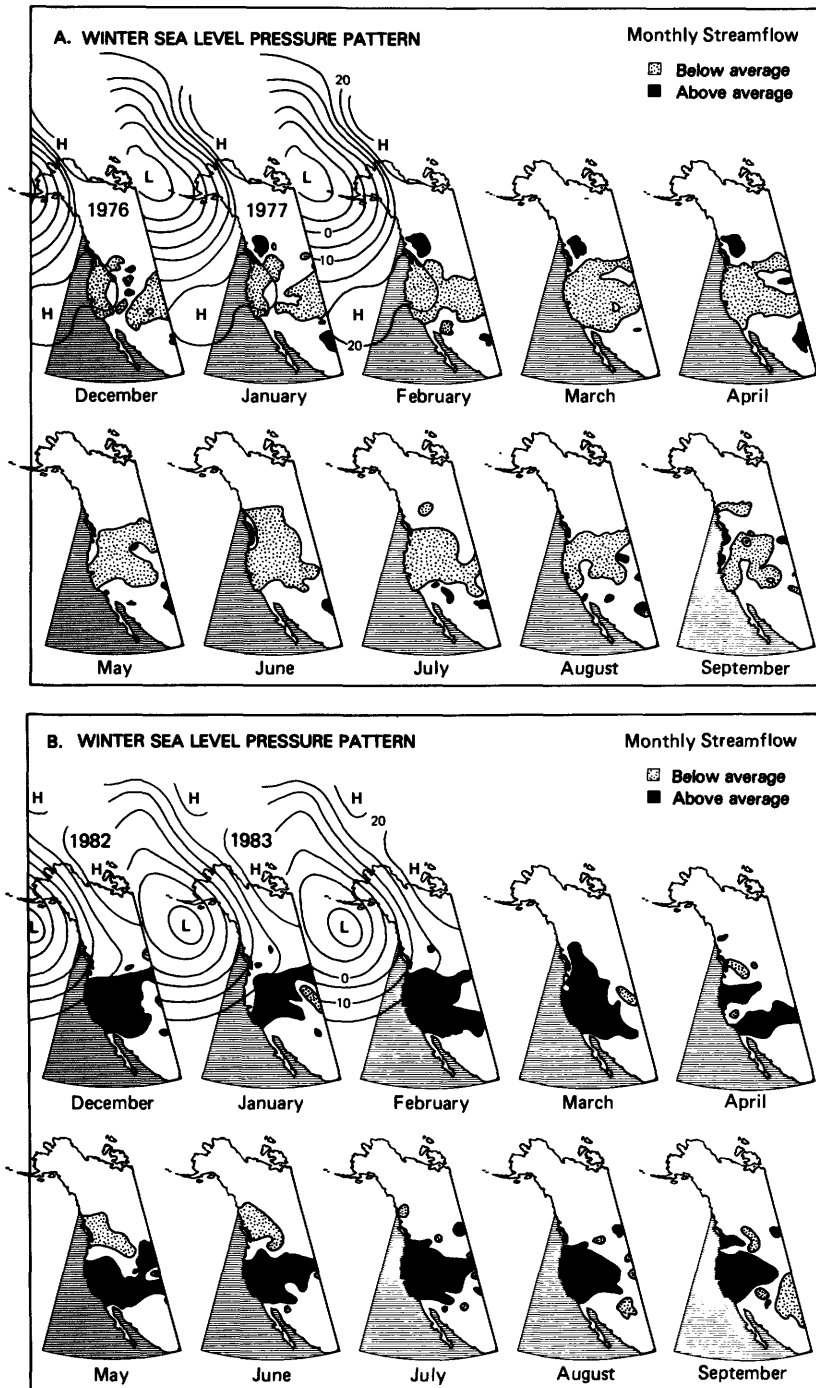 A. WINTER SEA LEVEL PRESSURE PATTERN
Monthly Streamflow
Below average
Above average
20
H
H
H
L
L
1976
1977
0
10
0
10
H
H
20
D
December
January
February
March
April
May
June
July
August
September
B. WINTER SEA LEVEL PRESSURE PATTERN
Monthly Streamflow
Below average
Above average
H
H
H
20
1982
1983
H
H
H
L
L
L
0
10
December
January
February
March
April
May
June
July
August
September